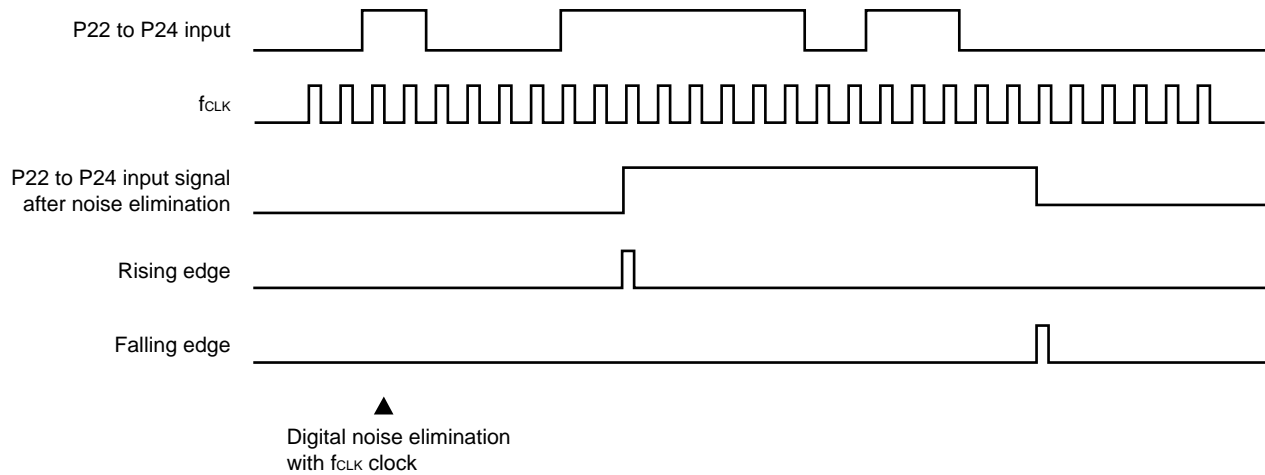 P22 to P24 input
fCLK
P22 to P24 input signal
after noise elimination
Rising edge
Falling edge
Digital noise elimination
with fCLK clock